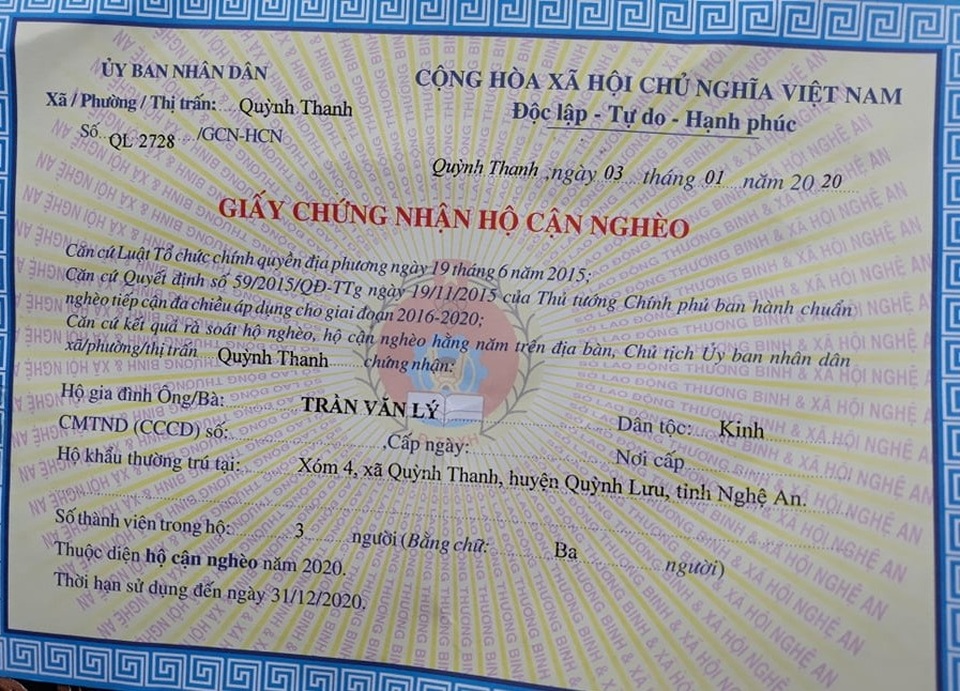 ỦY BAN NHÂN DÂN
Xã / Phường / Thị trấn: Quỳnh Thanh
Số QL 2728 /GCN-HCN
CỘNG HÒA XÃ HỘI CHỦ NGHĨA VIỆT NAM
Độc lập - Tự do - Hạnh phúc
Quỳnh Thanh, ngày 03 tháng 01 năm 20 20
GIẤY CHỨNG NHẬN HỘ CẬN NGHÈO
Căn cứ Luật Tổ chức chính quyền địa phương ngày 19 tháng 6 năm 2015;
Căn cứ Quyết định số 59/2015/QĐ-TTg ngày 19/11/2015 của Thủ tướng Chính phủ ban hành chuẩn
nghèo tiếp cận đa chiều áp dụng cho giai đoạn 2016-2020;
Căn cứ kết quả rà soát hộ nghèo, hộ cận nghèo hằng năm trên địa bàn, Chủ tịch Ủy ban nhân dân
xã/phường/thị trấn Quỳnh Thanh chứng nhận:
Hộ gia đình Ông/Bà: TRẦN VĂN LÝ Dân tộc: Kinh
CMTND (CCCD) số: , Cấp ngày: Nơi cấp
Hộ khẩu thường trú tại: Xóm 4, xã Quỳnh Thanh, huyện Quỳnh Lưu, tỉnh Nghệ An.
Số thành viên trong hộ: 3 người (Bằng chữ: Ba người)
Thuộc diện hộ cận nghèo năm 2020.
Thời hạn sử dụng đến ngày 31/12/2020.
SỞ LAO ĐỘNG THƯƠNG BINH & XÃ HỘI NGHỆ AN